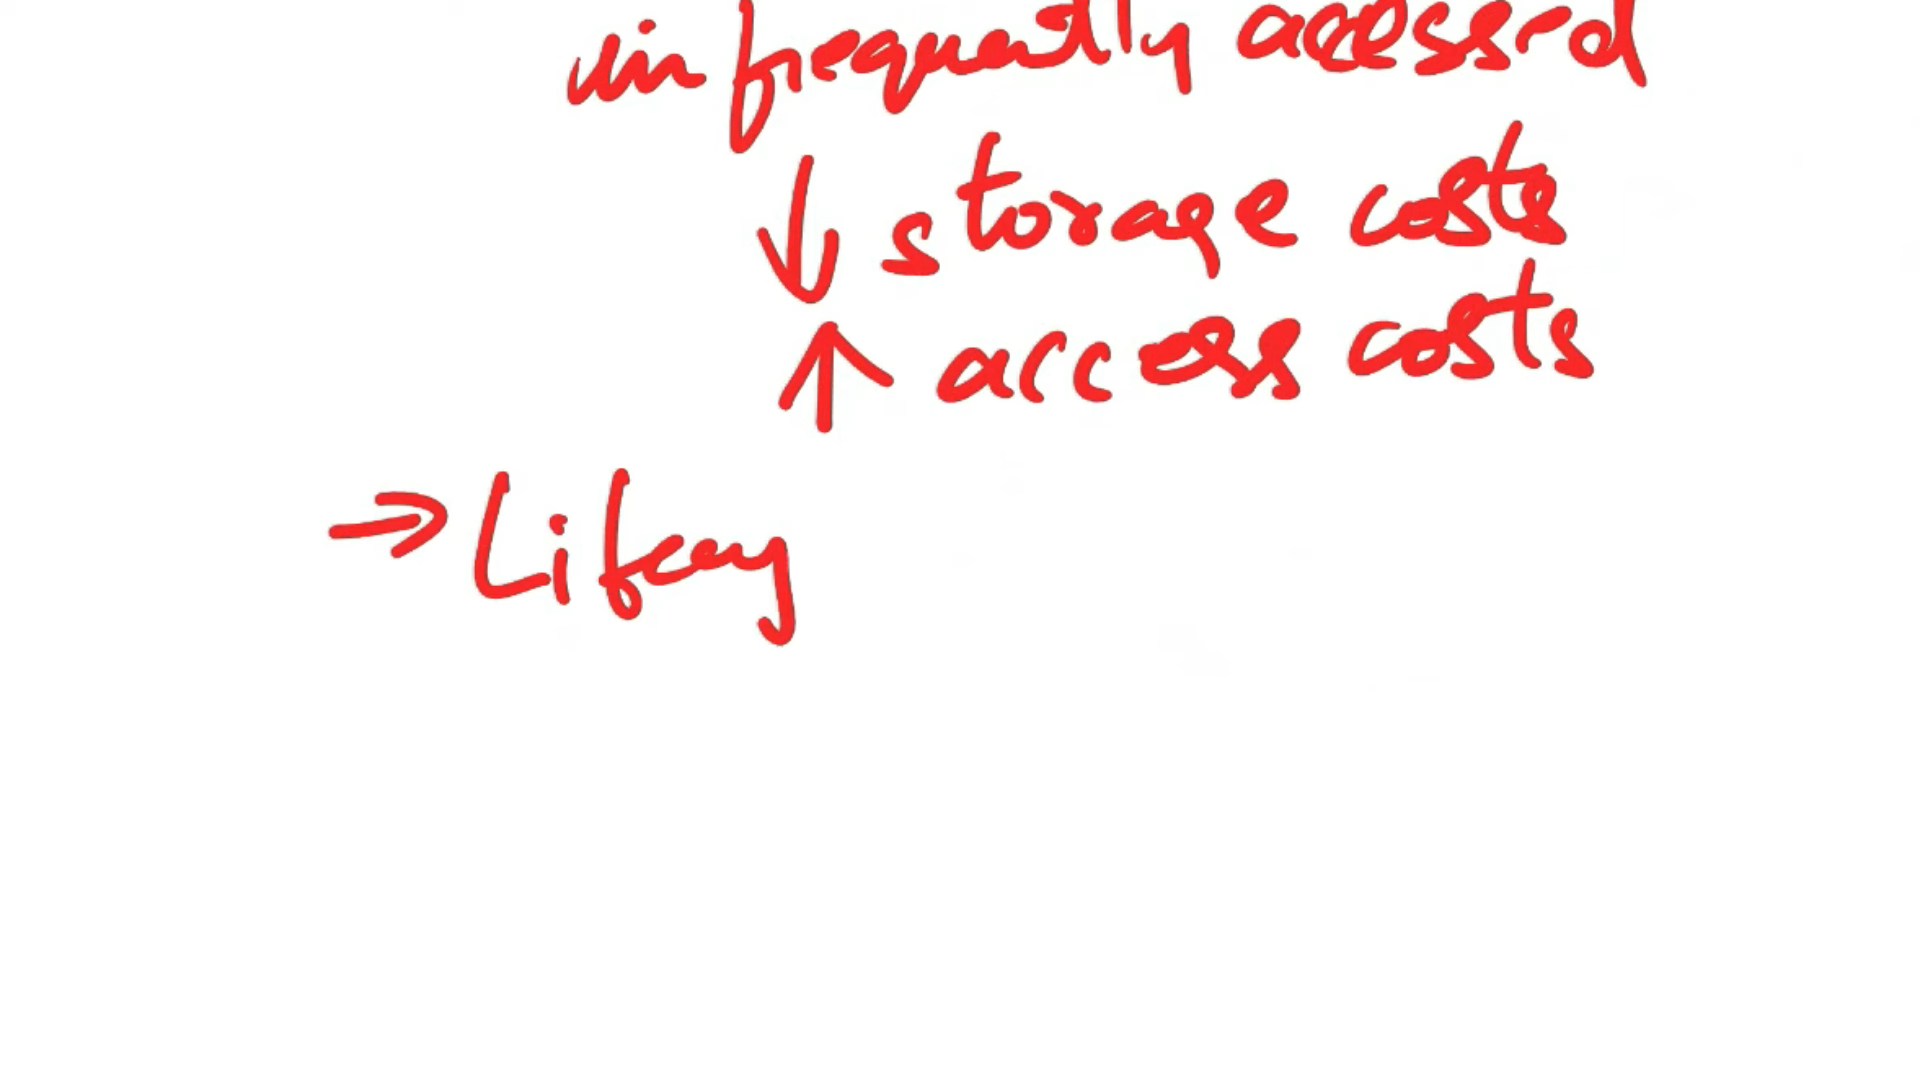 infrequently accessed
↓ storage costs
↑ access costs
→ Lifecy